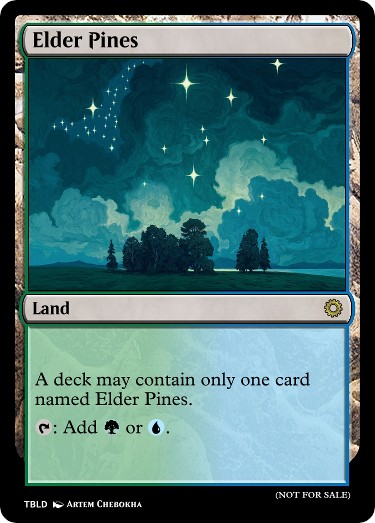 Elder Pines
Land
A deck may contain only one card
named Elder Pines.
: Add or .
(NOT FOR SALE)
TBLD Artem Chebokha